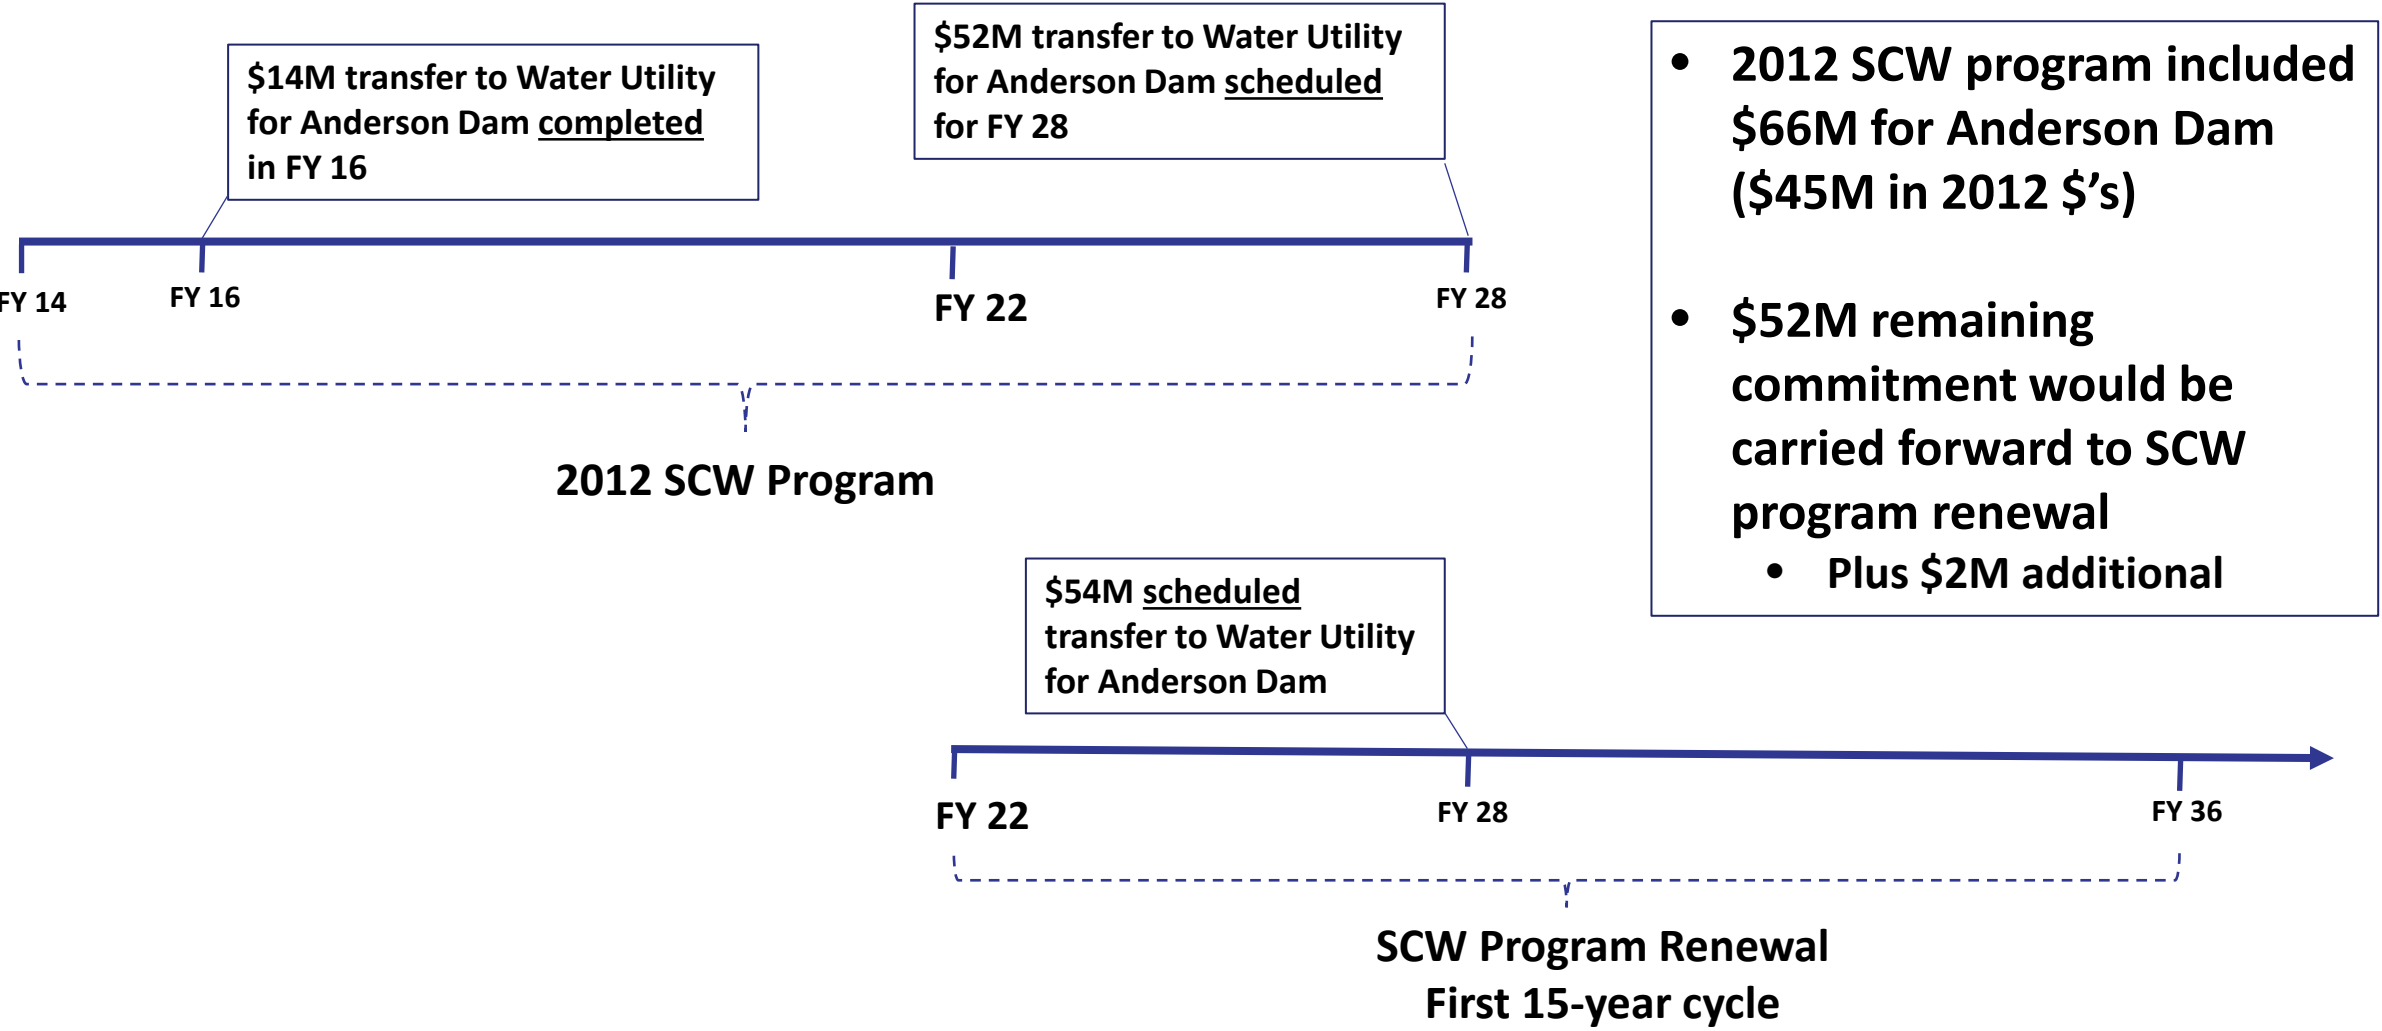 $14M transfer to Water Utility
for Anderson Dam completed
in FY 16
$52M transfer to Water Utility
for Anderson Dam scheduled
for FY 28
FY 14
FY 16
FY 22
FY 28
2012 SCW Program
• 2012 SCW program included
$66M for Anderson Dam
($45M in 2012 $’s)
• $52M remaining
commitment would be
carried forward to SCW
program renewal
• Plus $2M additional
$54M scheduled
transfer to Water Utility
for Anderson Dam
FY 22
FY 28
FY 36
SCW Program Renewal
First 15-year cycle